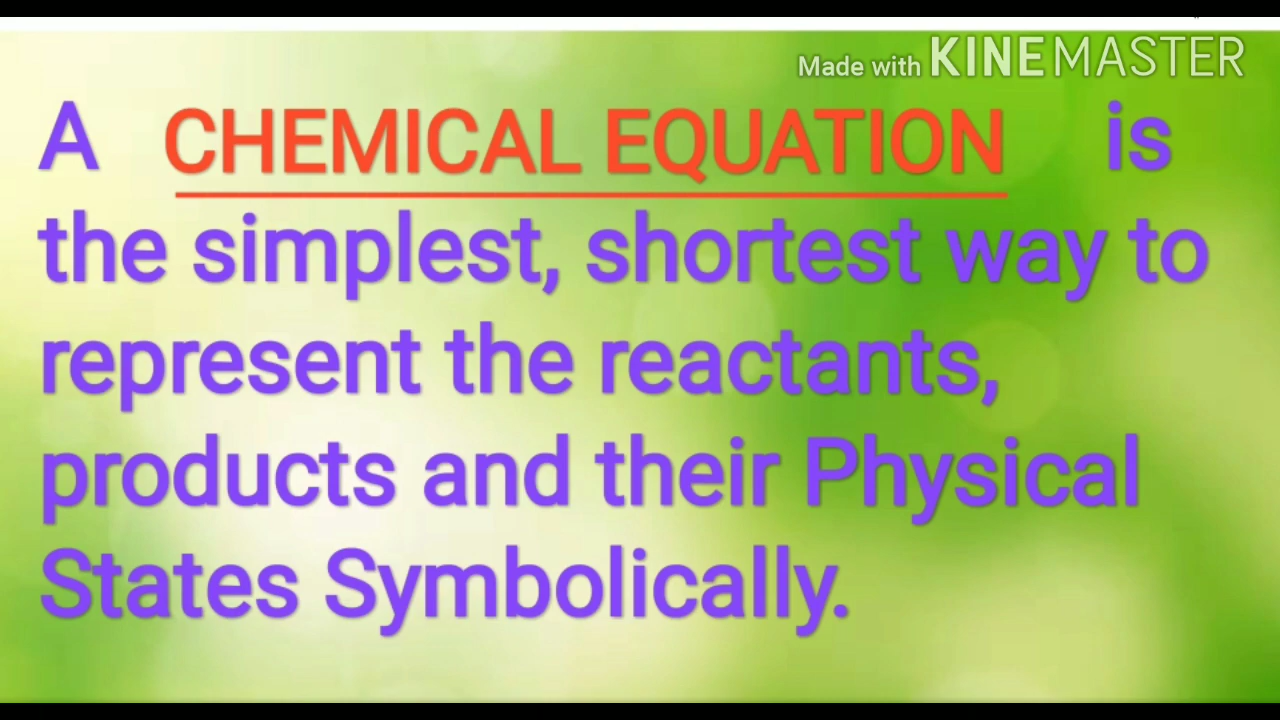 Made with KINEMASTER
A CHEMICAL EQUATION is
the simplest, shortest way to
represent the reactants,
products and their Physical
States Symbolically.